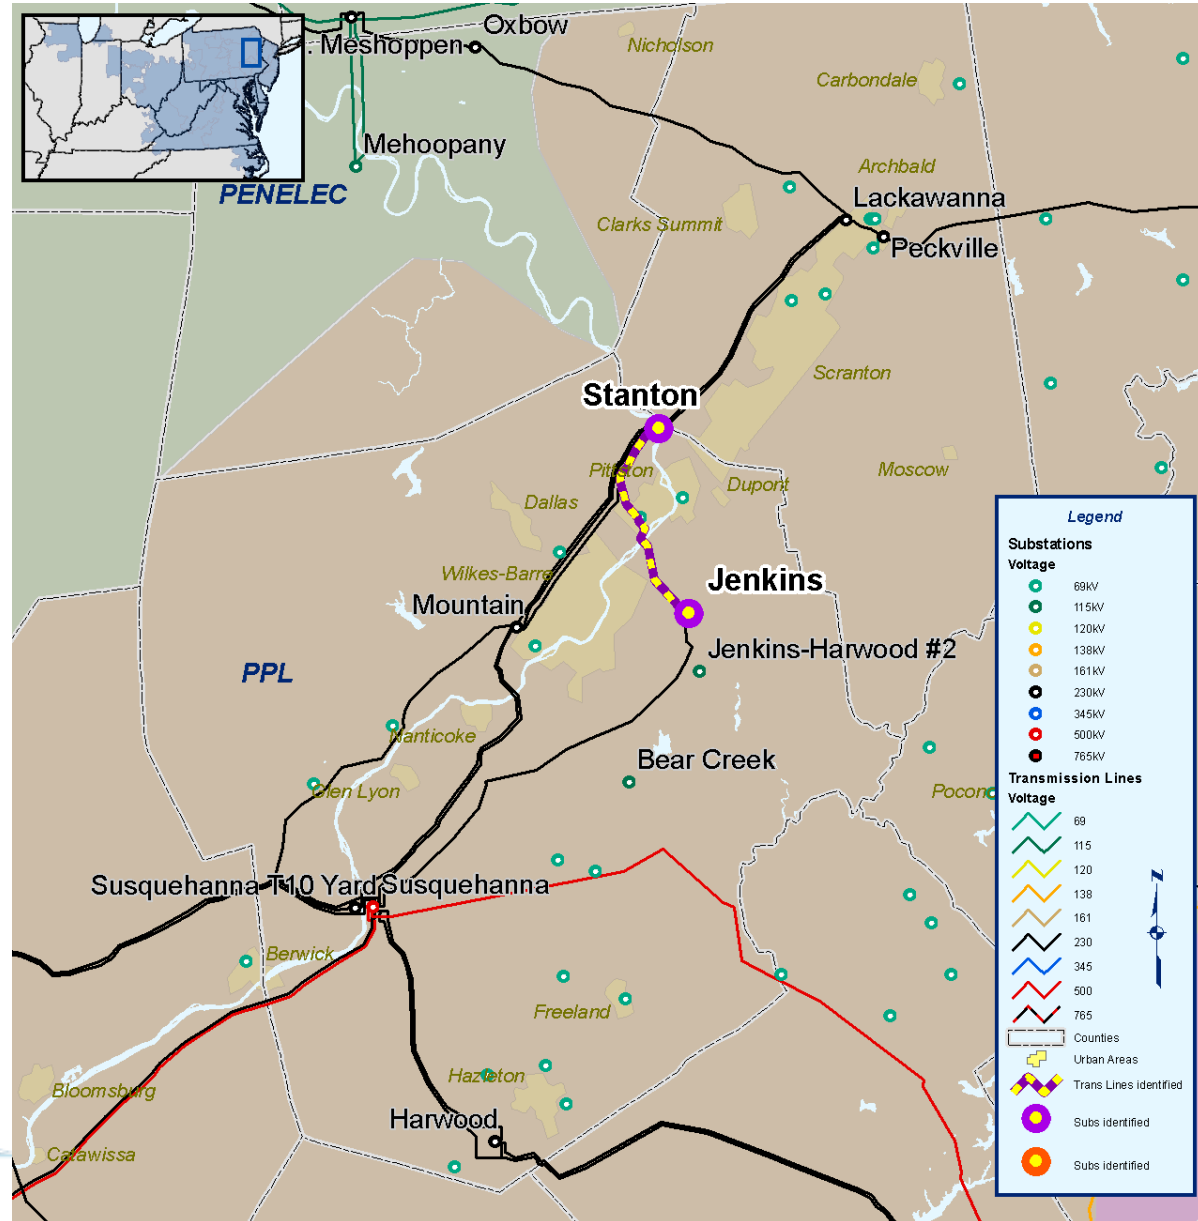 Oxbow
Meshoppen
Nicholson
Carbondale
Mehoopany
Archbald
PENELEC
Lackawanna
Clarks Summit
Peckville
Scranton
Stanton
Pittston
Moscow
Dupont
Dallas
Wilkes-Barre
Jenkins
Mountain
Jenkins-Harwood #2
PPL
Nanticoke
Bear Creek
Glen Lyon
Pocon
Susquehanna T10 Yard
Susquehanna
Berwick
Freeland
Hazleton
Bloomsburg
Harwood
Catawissa
Legend
Substations
Voltage
69kV
115kV
120kV
138kV
161kV
230kV
345kV
500kV
765kV
Transmission Lines
Voltage
69
115
120
138
161
230
345
500
765
Counties
Urban Areas
Trans Lines identified
Subs identified
Subs identified
N